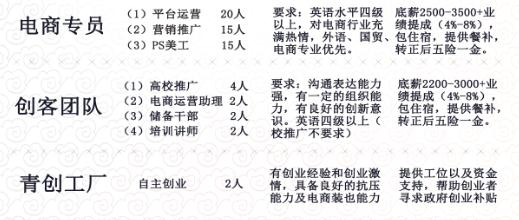 电商专员
（1）平台运营 20人
（2）营销推广 15人
（3）PS美工 15人
要求：英语水平四级
以上，对电商行业充
满热情，外语、国贸、
电商专业优先。
底薪2500-3500+业
绩提成（4%-8%），
包住宿，提供餐补，
转正后五险一金。
创客团队
（1）高校推广 4人
（2）电商运营助理 2人
（3）储备干部 2人
（4）培训讲师 2人
要求：沟通表达能力
强，有一定的组织能
力，有良好的创新意
识。英语四级以上（
校推广不要求）
底薪2200-3000+业
绩提成（4%-8%），
包住宿，提供餐补，
转正后五险一金。
青创工厂
自主创业 2人
有创业经验和创业激
情，具备良好的抗压
能力及电商装也能力
提供工位以及资金
支持，帮助创业者
寻求政府创业补贴